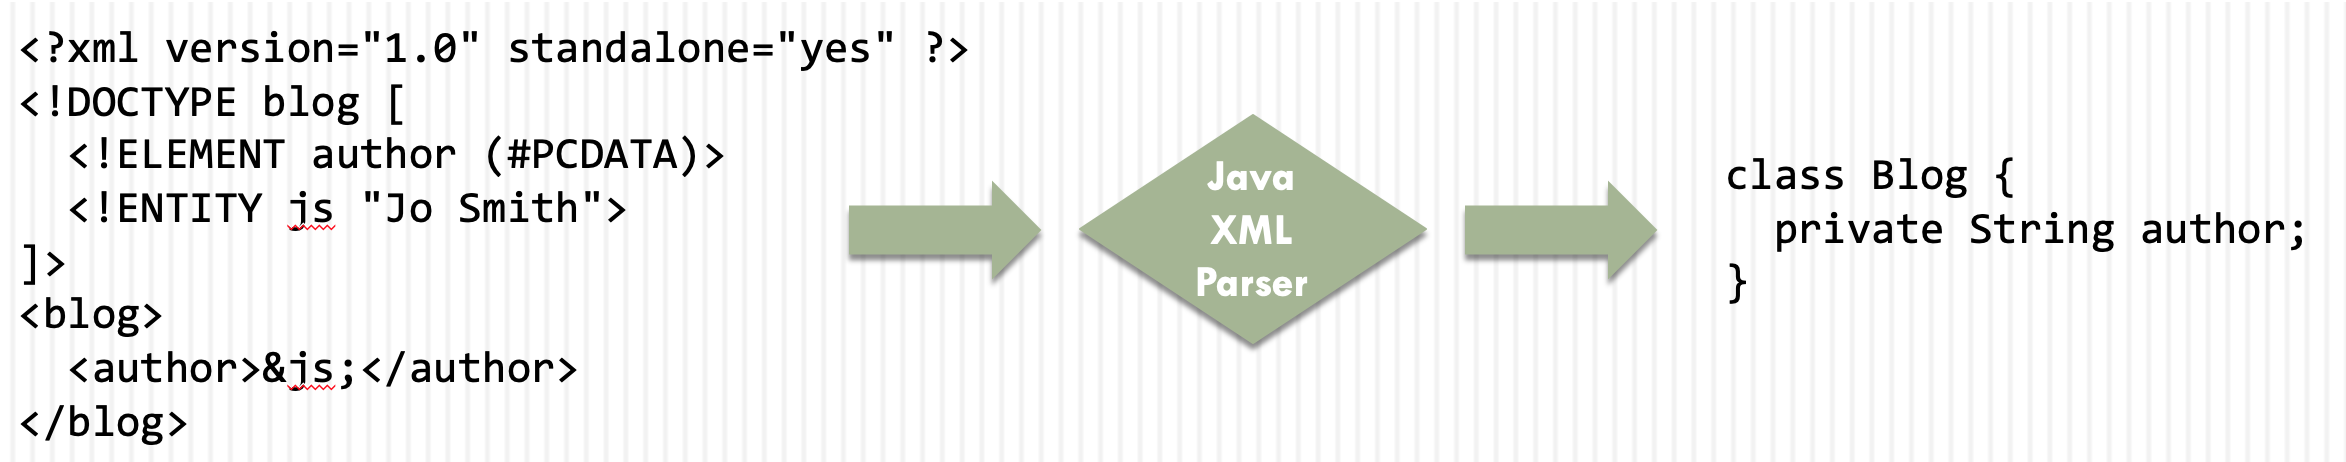 <?xml version="1.0" standalone="yes" ?>
<!DOCTYPE blog [
  <!ELEMENT author (#PCDATA)>
  <!ENTITY js "Jo Smith">
]>
<blog>
  <author>&js;</author>
</blog>
Java
XML
Parser
class Blog {
  private String author;
}